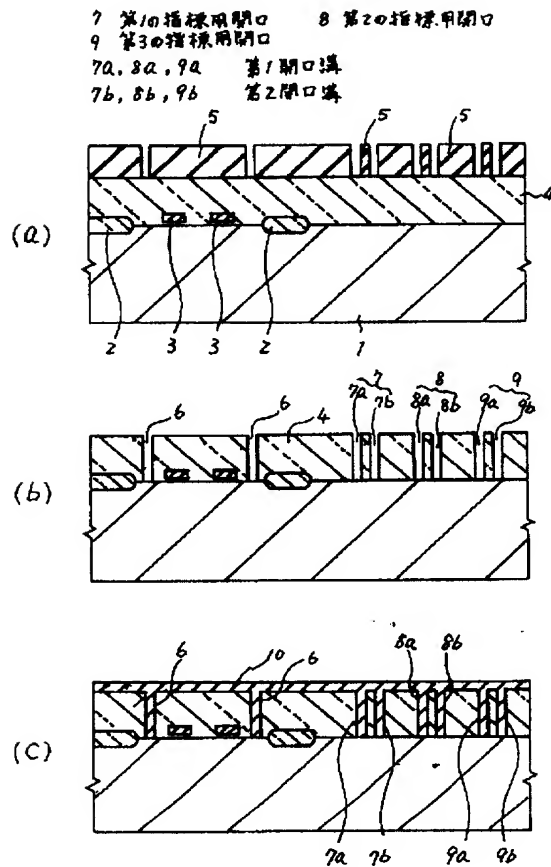 7 第1の指標用開口 8 第2の指標用開口
9 第3の指標用開口
7a, 8a, 9a 第1開口溝
7b, 8b, 9b 第2開口溝
5 5 5
(a)
4
2 3 3 2 1
6 6 4 7 7a 7b 8 8a 8b 9 9a 9b
(b)
6 10 6 8a 8b
(c)
7a 7b 9a 9b